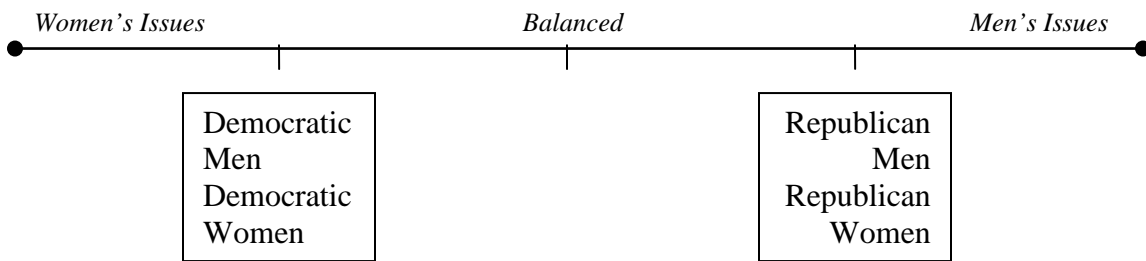 Women's Issues Balanced Men's Issues
Democratic
Men
Democratic
Women
Republican
Men
Republican
Women